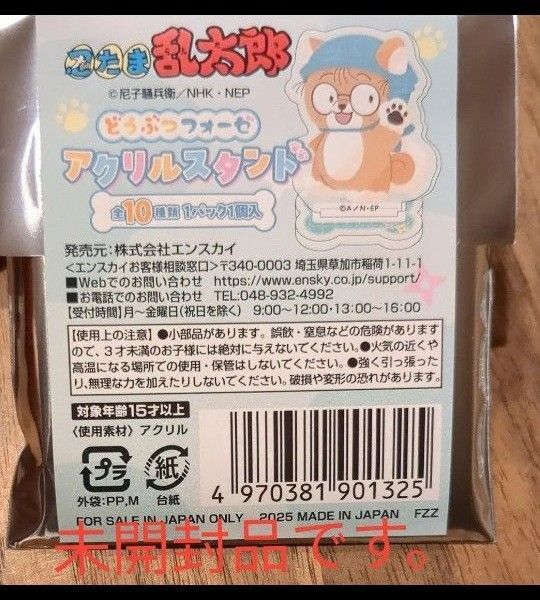 忍たま乱太郎
©尼子騒兵衛／NHK・NEP
どうぶつフォーゼ
アクリルスタンド
全10種類 1パック1個入
©A／N・EP
発売元：株式会社エンスカイ
＜エンスカイお客様相談窓口＞〒340-0003 埼玉県草加市稲荷1-11-1
■Webでのお問い合わせ https://www.ensky.co.jp/support/
■お電話でのお問い合わせ TEL:048-932-4992
【受付時間】月～金曜日(祝日を除く) 9:00～12:00・13:00～16:00
【使用上の注意】●小部品があります。誤飲・窒息などの危険があります
ので、3才未満のお子様には絶対に与えないでください。●火気の近くや
高温になる場所での使用・保管はしないでください。●強く引っ張った
り、無理な力を加えたりしないでください。破損や変形の恐れがあります。
対象年齢15才以上
〈使用素材〉アクリル
プラ
紙
外袋:PP,M
台紙
4 970381 901325
FOR SALE IN JAPAN ONLY 2025 MADE IN JAPAN FZZ
未開封品です。